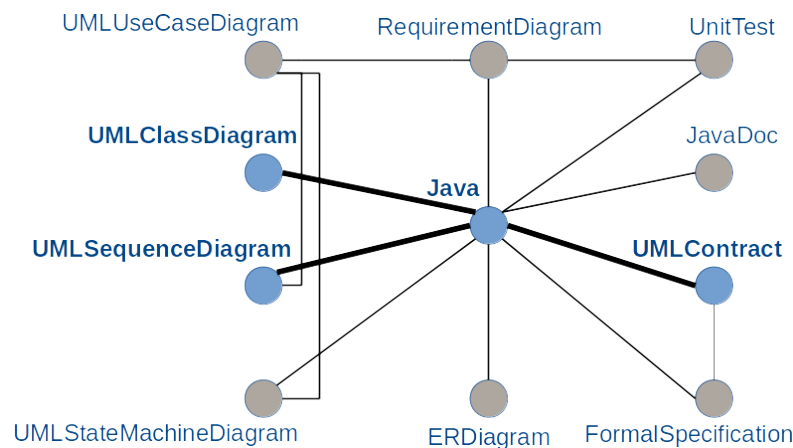 UMLUseCaseDiagram
RequirementDiagram
UnitTest
UMLClassDiagram
JavaDoc
Java
UMLSequenceDiagram
UMLContract
UMLStateMachineDiagram
ERDiagram
FormalSpecification